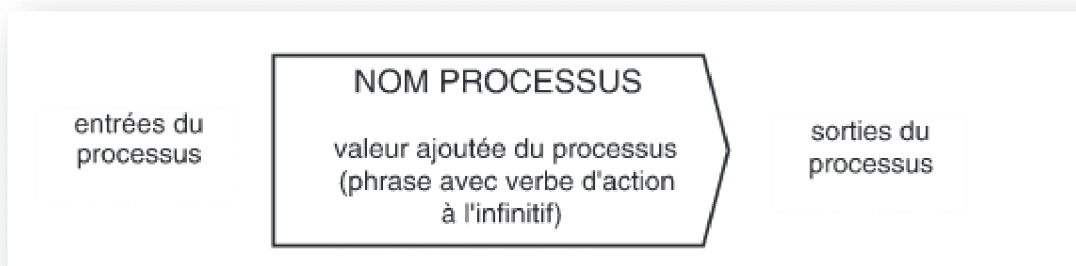 entrées du
processus
NOM PROCESSUS
valeur ajoutée du processus
(phrase avec verbe d'action
à l'infinitif)
sorties du
processus